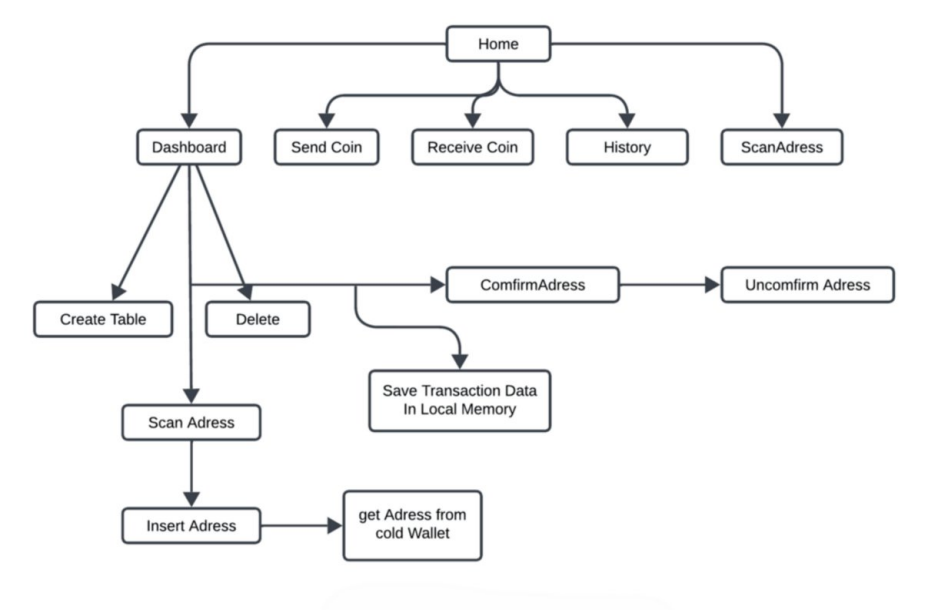 Home
Dashboard
Send Coin
Receive Coin
History
ScanAdress
ComfirmAdress
Uncomfirm Adress
Create Table
Delete
Save Transaction Data
In Local Memory
Scan Adress
Insert Adress
get Adress from
cold Wallet